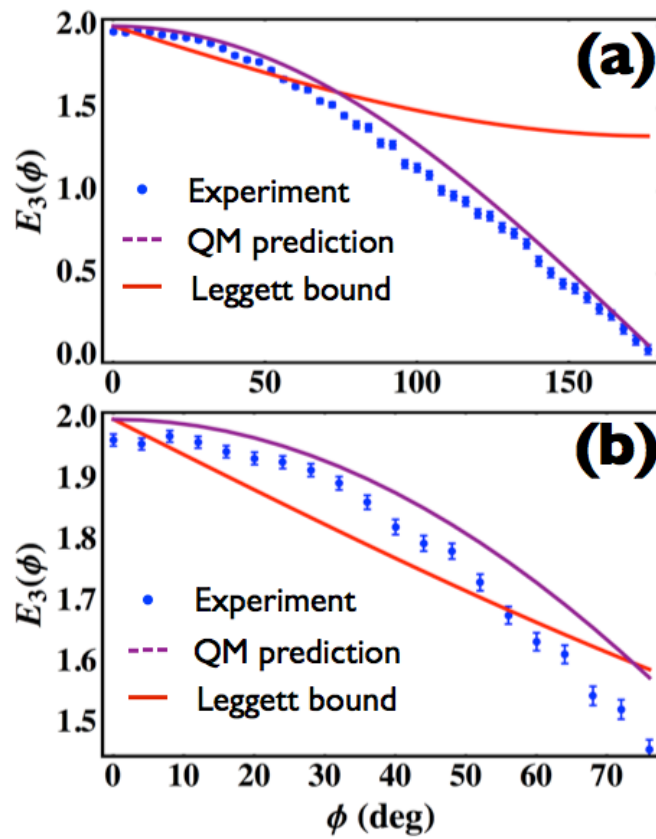 (a)
E₃(ϕ)
2.0
1.5
1.0
0.5
0.0
Experiment
QM prediction
Leggett bound
0 50 100 150
(b)
E₃(ϕ)
2.0
1.9
1.8
1.7
1.6
1.5
Experiment
QM prediction
Leggett bound
0 10 20 30 40 50 60 70
ϕ (deg)